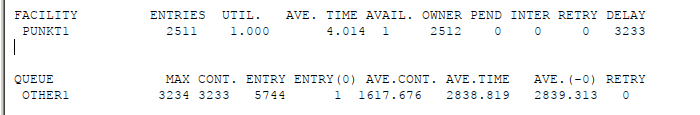 FACILITY ENTRIES UTIL. AVE. TIME AVAIL. OWNER PEND INTER RETRY DELAY
PUNKT1 2511 1.000 4.014 1 2512 0 0 0 3233
QUEUE MAX CONT. ENTRY ENTRY(0) AVE.CONT. AVE.TIME AVE.(-0) RETRY
OTHER1 3234 3233 5744 1 1617.676 2838.819 2839.313 0